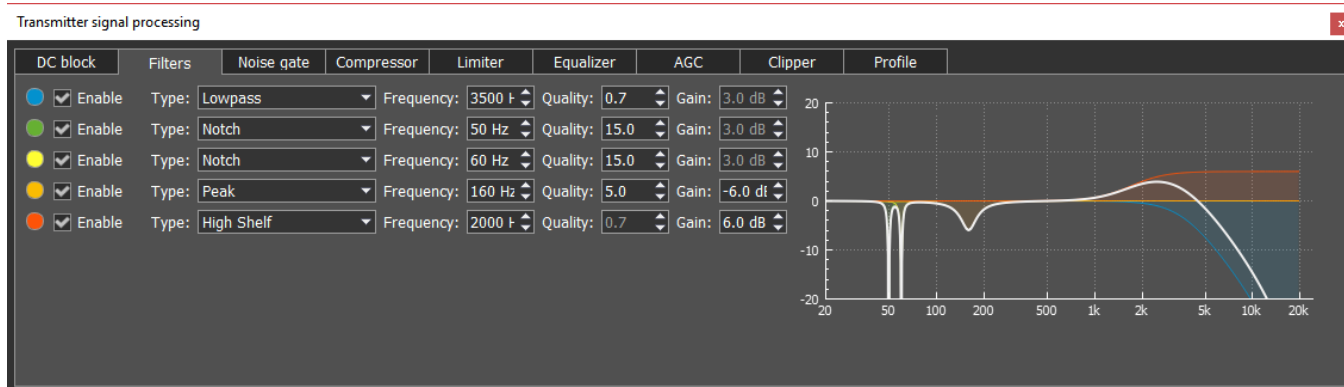 Transmitter signal processing
x
DC block Filters Noise gate Compressor Limiter Equalizer AGC Clipper Profile
Enable Type: Lowpass Frequency: 3500 H Quality: 0.7 Gain: 3.0 dB
Enable Type: Notch Frequency: 50 Hz Quality: 15.0 Gain: 3.0 dB
Enable Type: Notch Frequency: 60 Hz Quality: 15.0 Gain: 3.0 dB
Enable Type: Peak Frequency: 160 Hz Quality: 5.0 Gain: -6.0 dE
Enable Type: High Shelf Frequency: 2000 H Quality: 0.7 Gain: 6.0 dB
20
10
0
-10
-20
20 50 100 200 500 1k 2k 5k 10k 20k